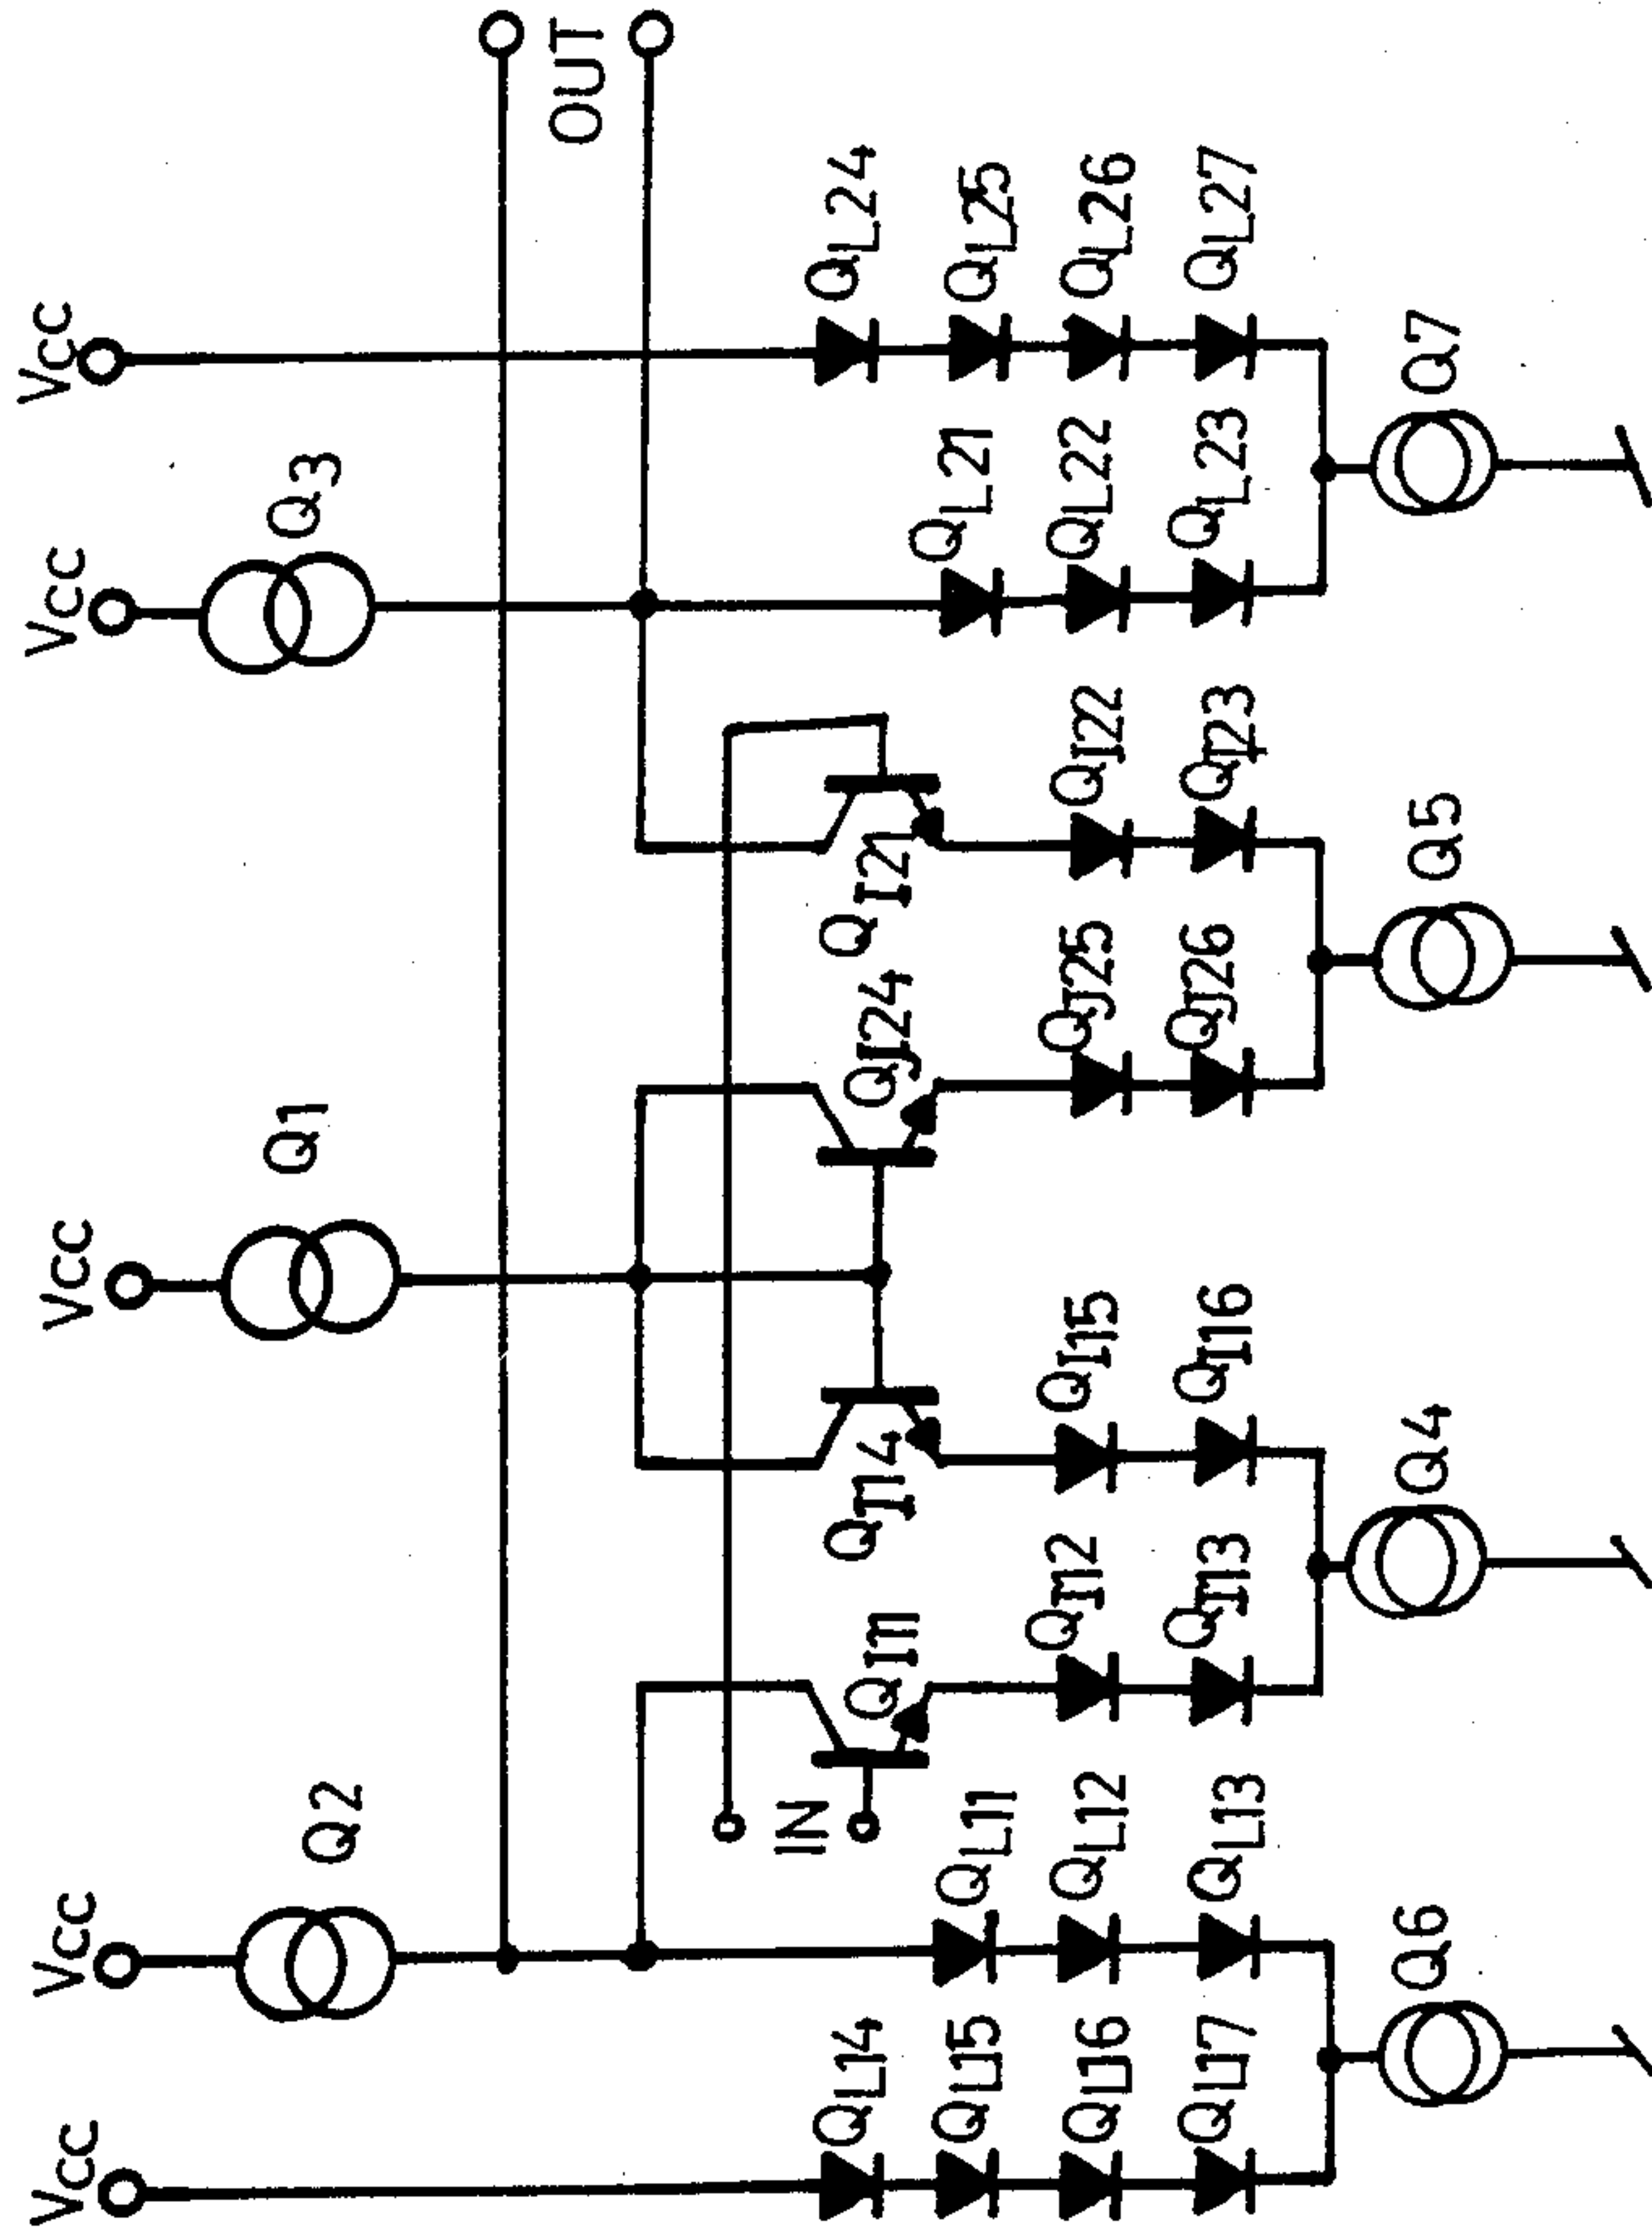 Vcc
Vcc
Vcc
Vcc
Vcc
Q2
Q1
Q3
OUT
IN
QL14
QI11
QI14
QI24
QI21
QL24
QL15
QL11
QL21
QL25
QL16
QL12
QI12
QI15
QI25
QI22
QL22
QL26
QL17
QL13
QI13
QI16
QI26
QI23
QL23
QL27
Q6
Q4
Q5
Q7